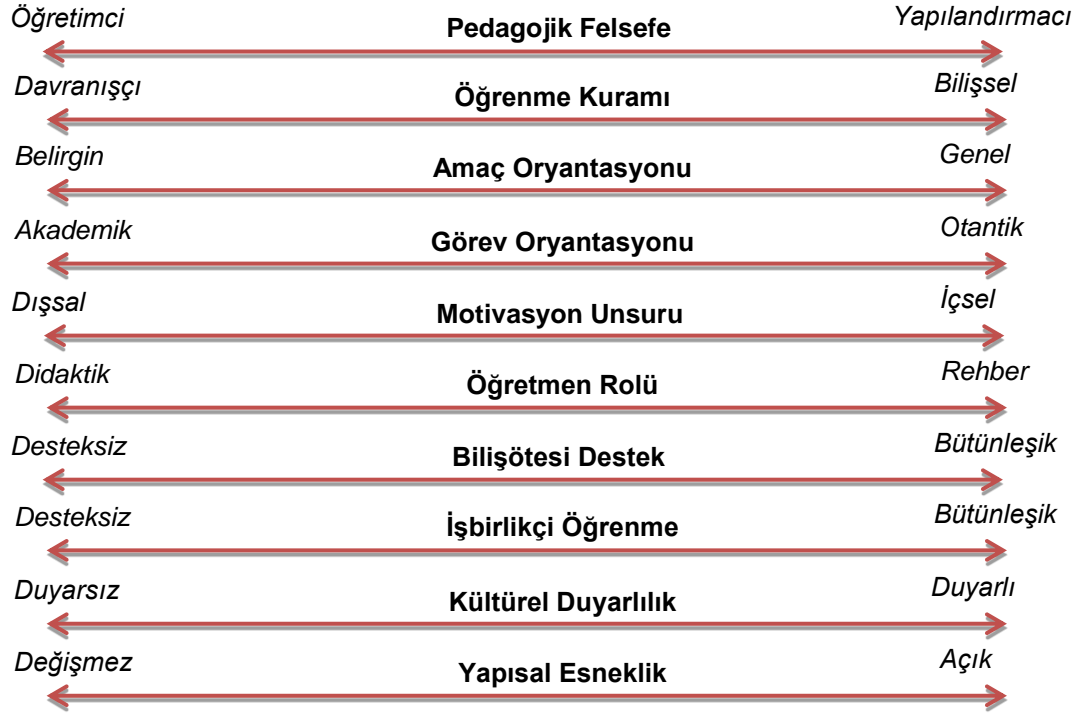 Öğretimci Pedagojik Felsefe Yapılandırmacı
Davranışçı Öğrenme Kuramı Bilişsel
Belirgin Amaç Oryantasyonu Genel
Akademik Görev Oryantasyonu Otantik
Dışsal Motivasyon Unsuru İçsel
Didaktik Öğretmen Rolü Rehber
Desteksiz Bilişötesi Destek Bütünleşik
Desteksiz İşbirlikçi Öğrenme Bütünleşik
Duyarsız Kültürel Duyarlılık Duyarlı
Değişmez Yapısal Esneklik Açık